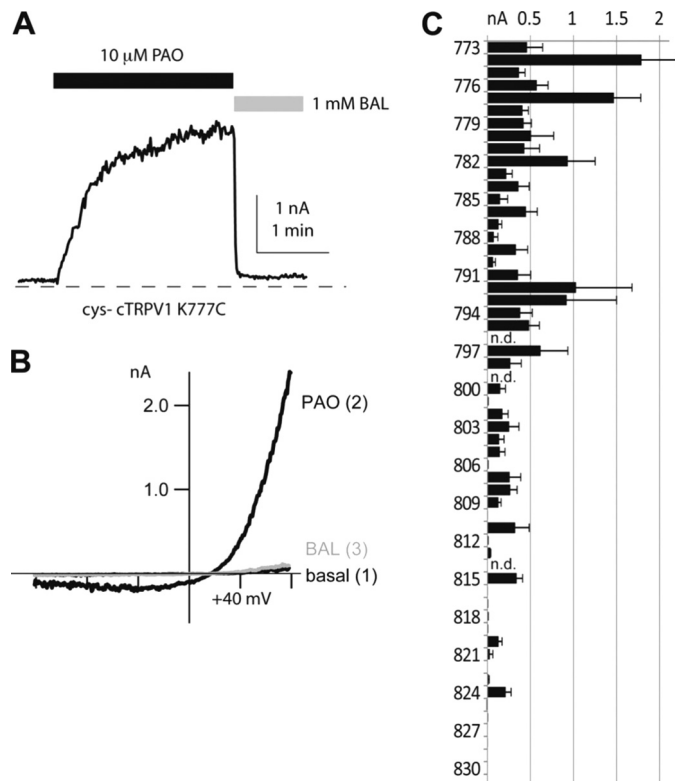 A
10 μM PAO
1 mM BAL
1 nA
1 min
cys- cTRPV1 K777C
B
nA
2.0
PAO (2)
1.0
BAL (3)
basal (1)
+40 mV
C
nA 0.5 1 1.5 2
773
776
779
782
785
788
791
794
n.d.
797
n.d.
800
803
806
809
812
n.d.
815
818
821
824
827
830